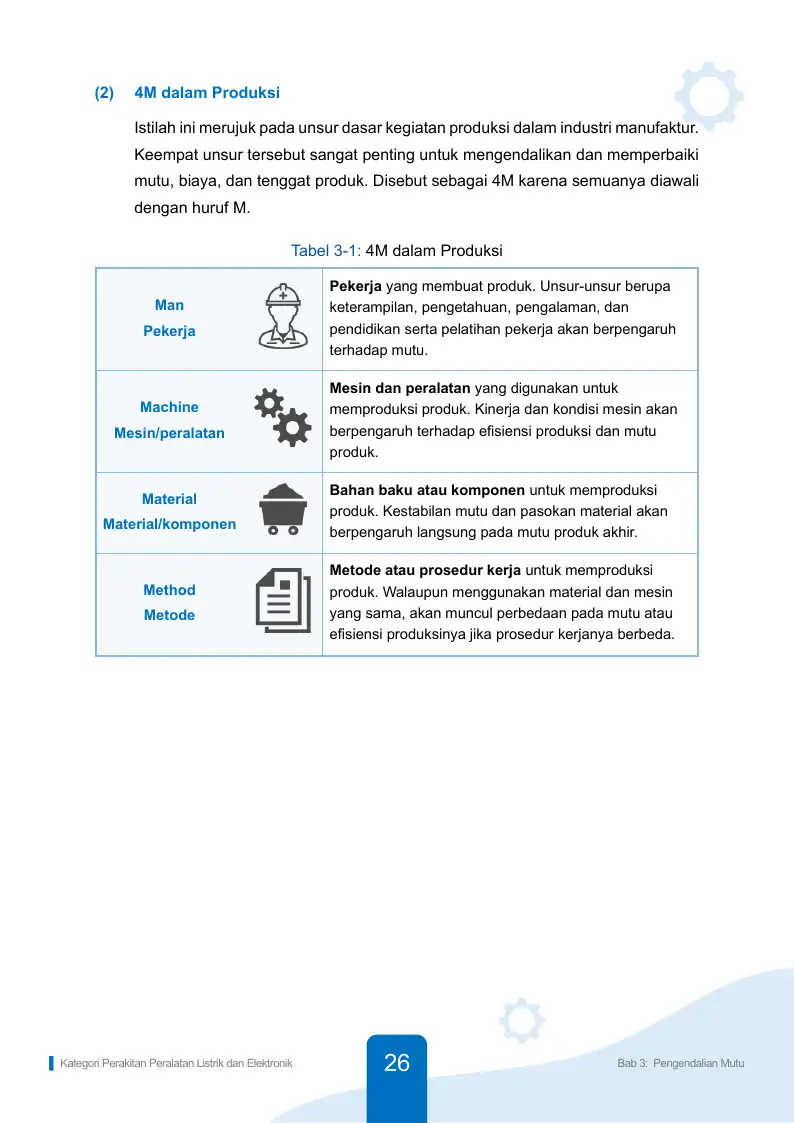 (2) 4M dalam Produksi
Istilah ini merujuk pada unsur dasar kegiatan produksi dalam industri manufaktur.
Keempat unsur tersebut sangat penting untuk mengendalikan dan memperbaiki
mutu, biaya, dan tenggat produk. Disebut sebagai 4M karena semuanya diawali
dengan huruf M.
Tabel 3-1: 4M dalam Produksi
Man
Pekerja
Pekerja yang membuat produk. Unsur-unsur berupa
keterampilan, pengetahuan, pengalaman, dan
pendidikan serta pelatihan pekerja akan berpengaruh
terhadap mutu.
Machine
Mesin/peralatan
Mesin dan peralatan yang digunakan untuk
memproduksi produk. Kinerja dan kondisi mesin akan
berpengaruh terhadap efisiensi produksi dan mutu
produk.
Material
Material/komponen
Bahan baku atau komponen untuk memproduksi
produk. Kestabilan mutu dan pasokan material akan
berpengaruh langsung pada mutu produk akhir.
Method
Metode
Metode atau prosedur kerja untuk memproduksi
produk. Walaupun menggunakan material dan mesin
yang sama, akan muncul perbedaan pada mutu atau
efisiensi produksinya jika prosedur kerjanya berbeda.
Kategori Perakitan Peralatan Listrik dan Elektronik
26
Bab 3: Pengendalian Mutu